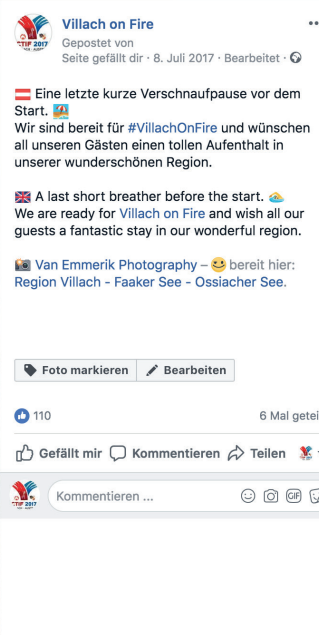 Villach on Fire
Gepostet von
Seite gefällt dir · 8. Juli 2017 · Bearbeitet ·
Eine letzte kurze Verschnaufpause vor dem
Start.
Wir sind bereit für #VillachOnFire und wünschen
all unseren Gästen einen tollen Aufenthalt in
unserer wunderschönen Region.
A last short breather before the start.
We are ready for Villach on Fire and wish all our
guests a fantastic stay in our wonderful region.
Van Emmerik Photography – bereit hier:
Region Villach - Faaker See - Ossiacher See.
Foto markieren Bearbeiten
110 6 Mal getei
Gefällt mir Kommentieren Teilen
CTIF 2017
Kommentieren ... GIF